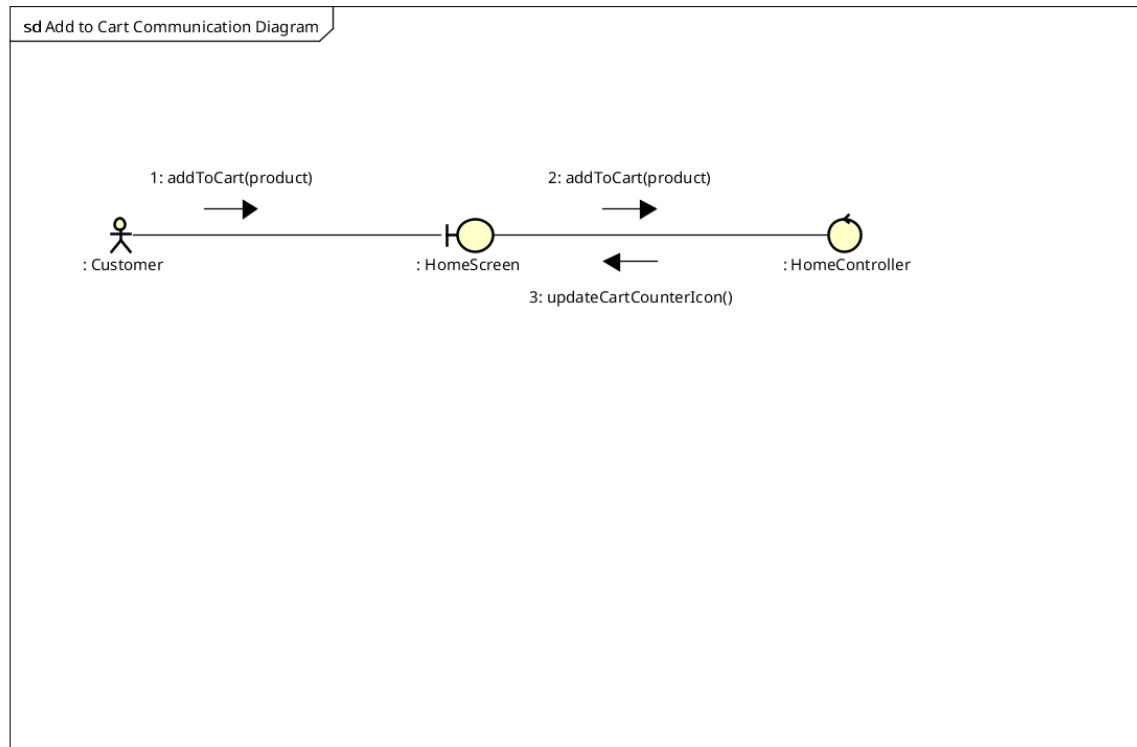 sd Add to Cart Communication Diagram
1: addToCart(product)
2: addToCart(product)
: Customer
: HomeScreen
: HomeController
3: updateCartCounterIcon()